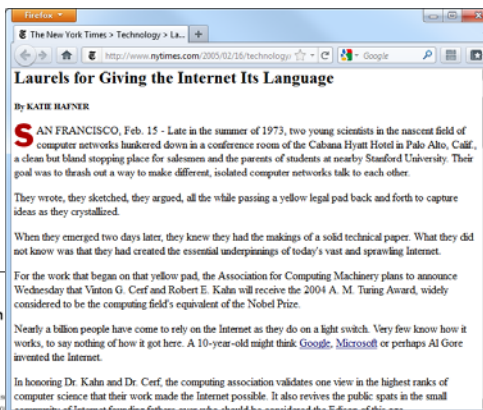 Firefox
The New York Times > Technology > La...
http://www.nytimes.com/2005/02/16/technology/
Google
Laurels for Giving the Internet Its Language
By KATIE HAFNER
SAN FRANCISCO, Feb. 15 - Late in the summer of 1973, two young scientists in the nascent field of
computer networks hunkered down in a conference room of the Cabana Hyatt Hotel in Palo Alto, Calif.,
a clean but bland stopping place for salesmen and the parents of students at nearby Stanford University. Their
goal was to thrash out a way to make different, isolated computer networks talk to each other.
They wrote, they sketched, they argued, all the while passing a yellow legal pad back and forth to capture
ideas as they crystallized.
When they emerged two days later, they knew they had the makings of a solid technical paper. What they did
not know was that they had created the essential underpinnings of today's vast and sprawling Internet.
For the work that began on that yellow pad, the Association for Computing Machinery plans to announce
Wednesday that Vinton G. Cerf and Robert E. Kahn will receive the 2004 A. M. Turing Award, widely
considered to be the computing field's equivalent of the Nobel Prize.
Nearly a billion people have come to rely on the Internet as they do on a light switch. Very few know how it
works, to say nothing of how it got here. A 10-year-old might think Google, Microsoft or perhaps Al Gore
invented the Internet.
In honoring Dr. Kahn and Dr. Cerf, the computing association validates one view in the highest ranks of
computer science that their work made the Internet possible. It also revives the public spats in the small
community of Internet founding fathers over who should be considered the Edison of this